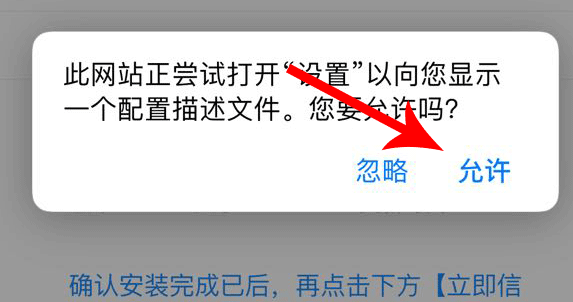 此网站正尝试打开“设置”以向您显示
一个配置描述文件。您要允许吗？
忽略
允许
确认安装完成已后，再点击下方【立即信